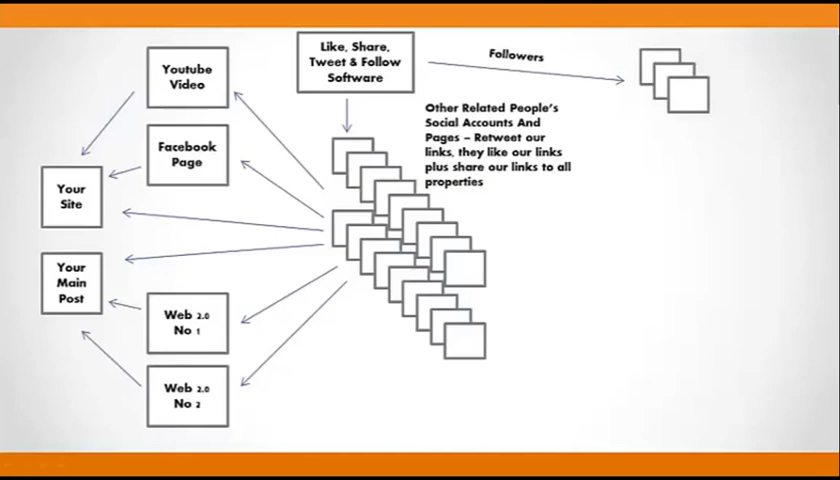 Youtube
Video
Like, Share,
Tweet & Follow
Software
Followers
Other Related People's
Social Accounts And
Pages – Retweet our
links, they like our links
plus share our links to all
properties
Facebook
Page
Your
Site
Your
Main
Post
Web 2.0
No 1
Web 2.0
No 2